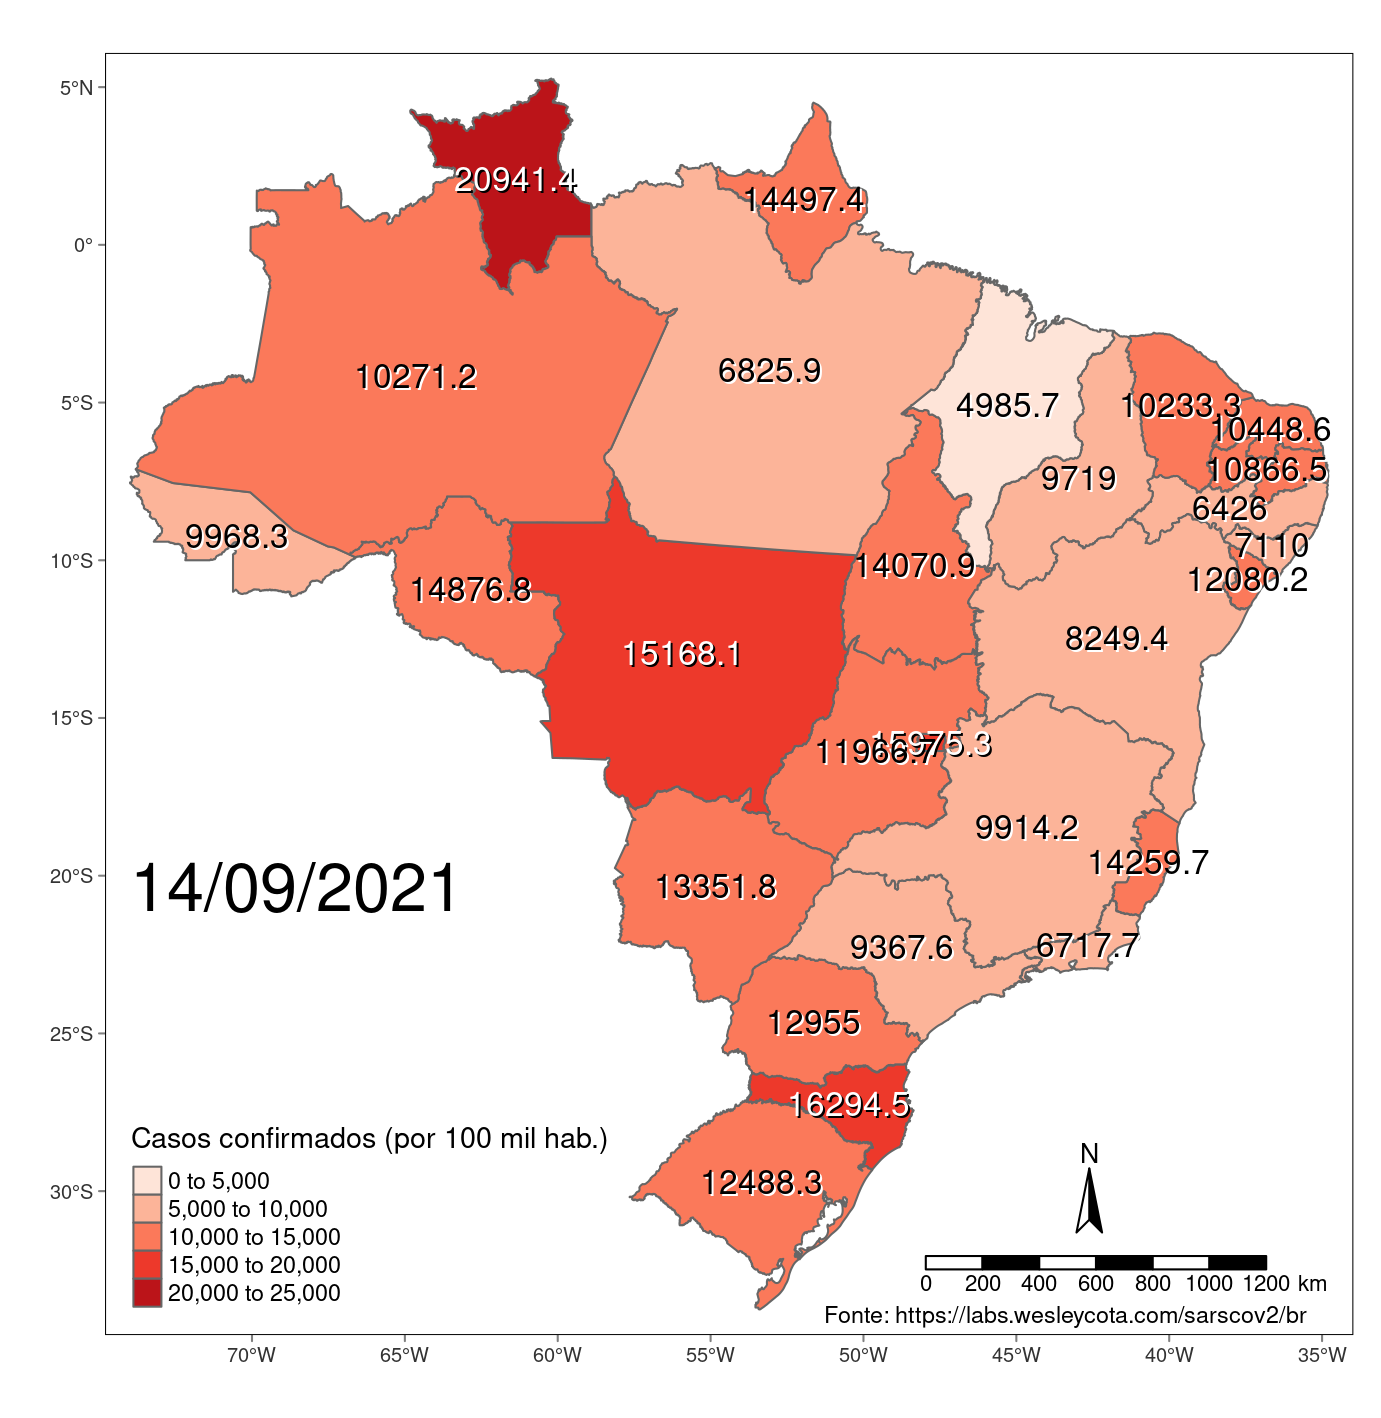 5°N
0°
5°S
10°S
15°S
20°S
25°S
30°S
20941.4
14497.4
10271.2
6825.9
4985.7
10233.3
10448.6
10866.5
9719
6426
9968.3
7110
14876.8
14070.9
12080.2
8249.4
15168.1
15975.3
11966.7
9914.2
14259.7
14/09/2021
13351.8
9367.6
6717.7
12955
16294.5
12488.3
Casos confirmados (por 100 mil hab.)
0 to 5,000
5,000 to 10,000
10,000 to 15,000
15,000 to 20,000
20,000 to 25,000
N
0 200 400 600 800 1000 1200 km
Fonte: https://labs.wesleycota.com/sarscov2/br
70°W 65°W 60°W 55°W 50°W 45°W 40°W 35°W